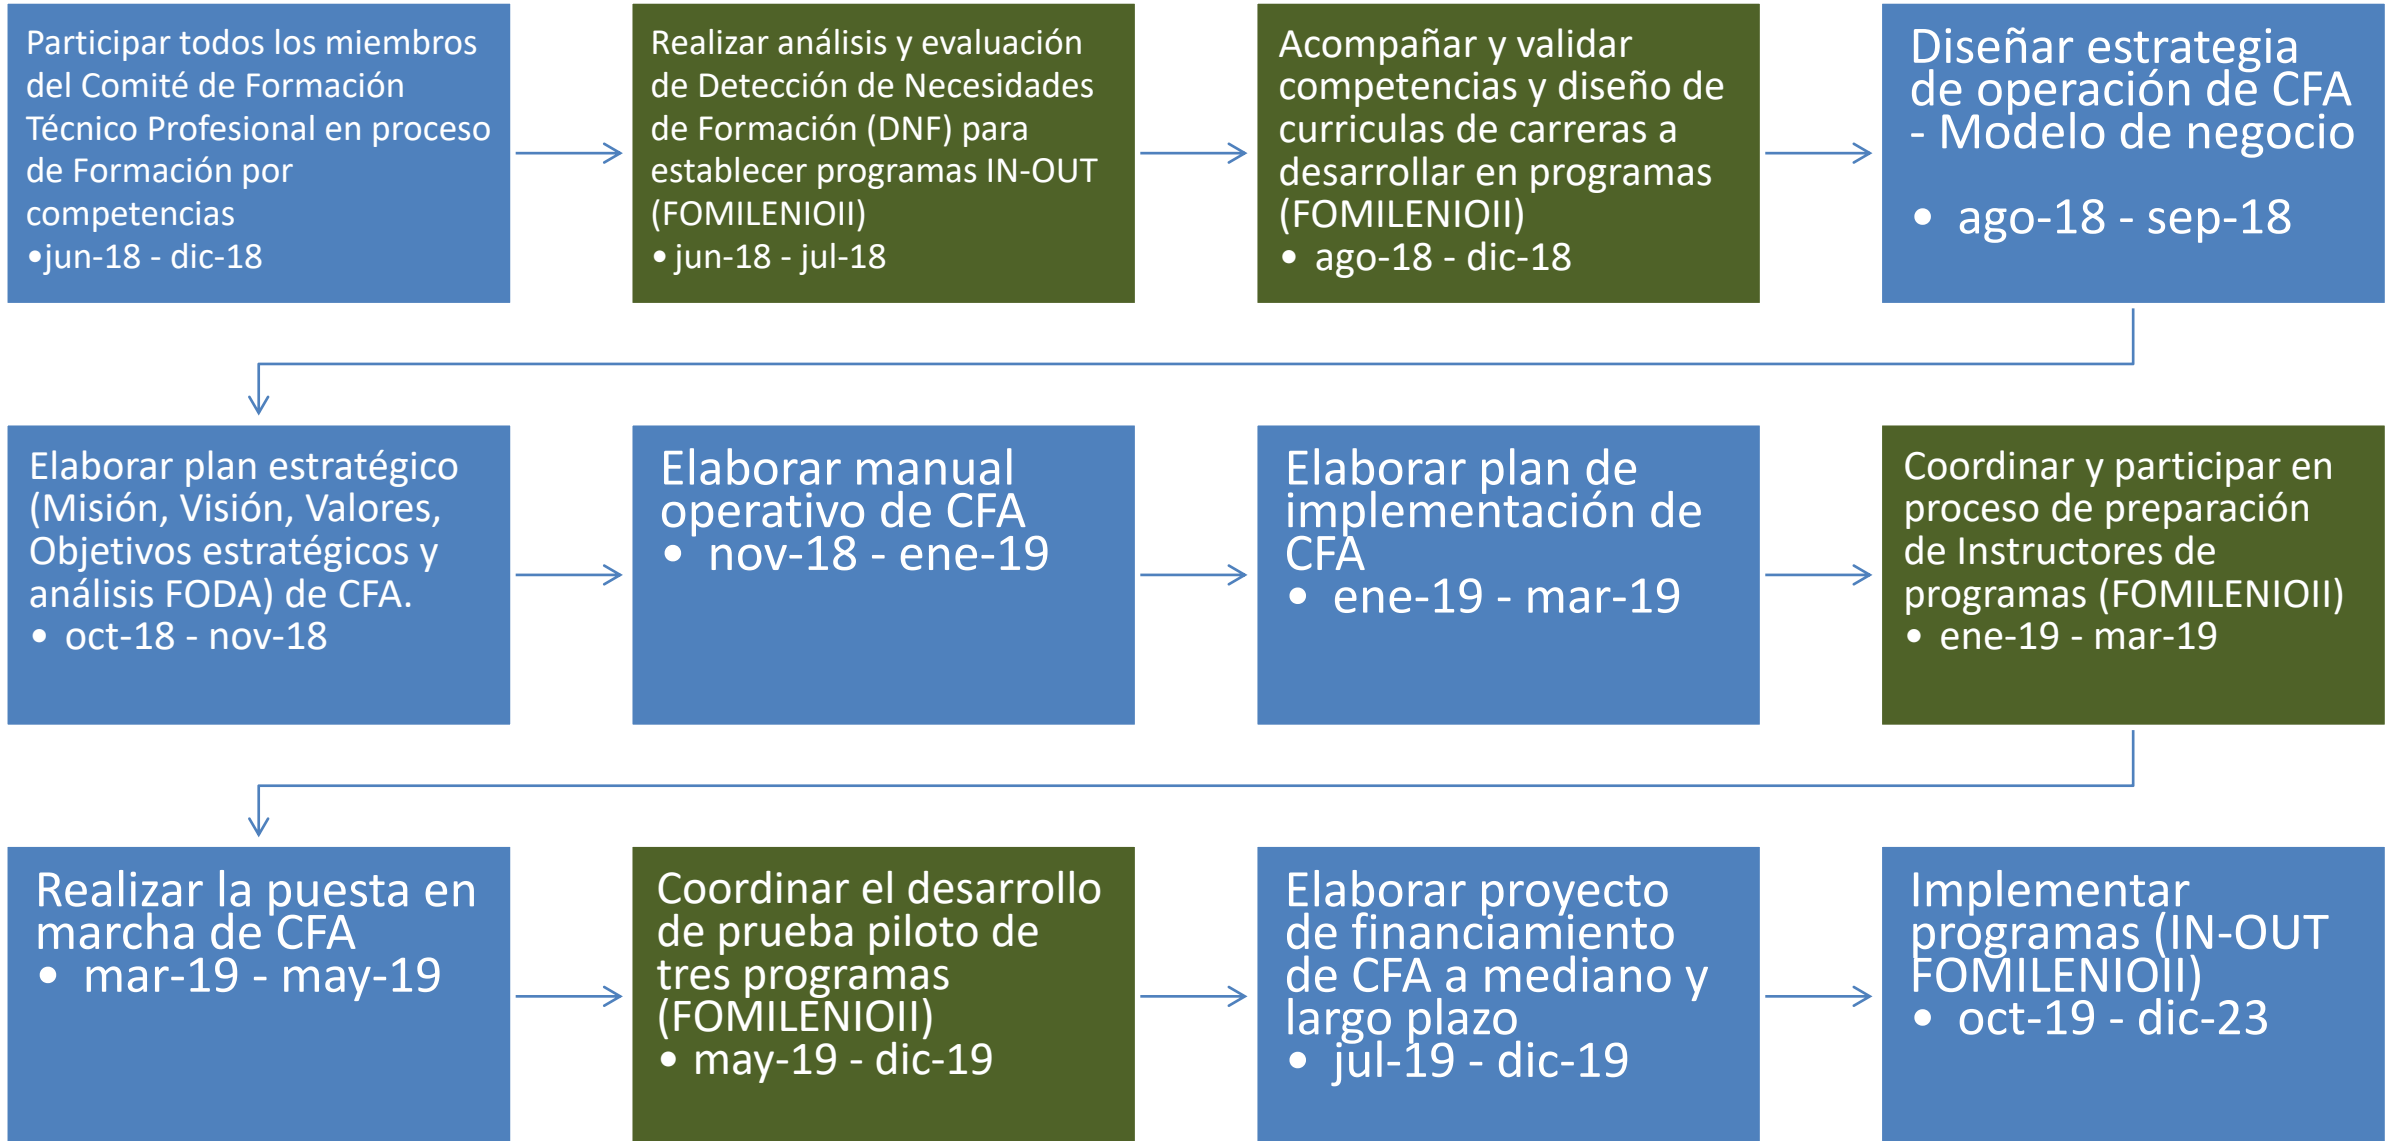 Participar todos los miembros
del Comité de Formación
Técnico Profesional en proceso
de Formación por
competencias
•jun-18 - dic-18
Realizar análisis y evaluación
de Detección de Necesidades
de Formación (DNF) para
establecer programas IN-OUT
(FOMILENIOII)
• jun-18 - jul-18
Acompañar y validar
competencias y diseño de
curriculas de carreras a
desarrollar en programas
(FOMILENIOII)
• ago-18 - dic-18
Diseñar estrategia
de operación de CFA
- Modelo de negocio
• ago-18 - sep-18
Elaborar plan estratégico
(Misión, Visión, Valores,
Objetivos estratégicos y
análisis FODA) de CFA.
• oct-18 - nov-18
Elaborar manual
operativo de CFA
• nov-18 - ene-19
Elaborar plan de
implementación de
CFA
• ene-19 - mar-19
Coordinar y participar en
proceso de preparación
de Instructores de
programas (FOMILENIOII)
• ene-19 - mar-19
Realizar la puesta en
marcha de CFA
• mar-19 - may-19
Coordinar el desarrollo
de prueba piloto de
tres programas
(FOMILENIOII)
• may-19 - dic-19
Elaborar proyecto
de financiamiento
de CFA a mediano y
largo plazo
• jul-19 - dic-19
Implementar
programas (IN-OUT
FOMILENIOII)
• oct-19 - dic-23